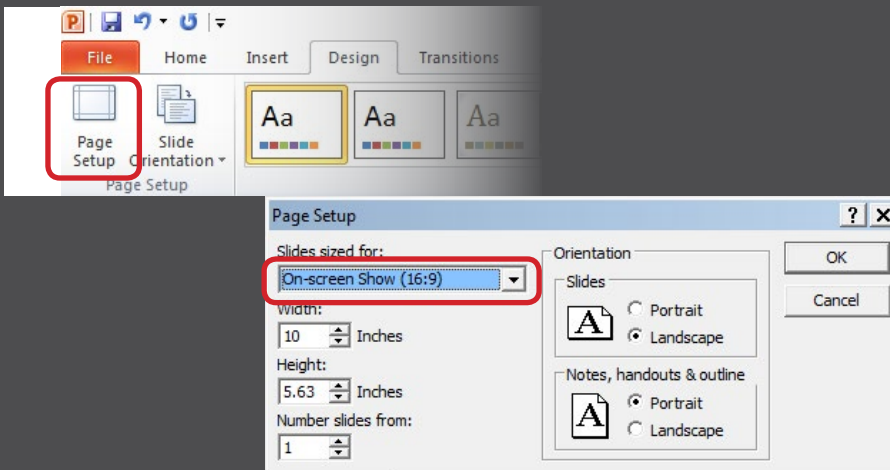 P
File Home Insert Design Transitions
Aa Aa Aa
Page Setup
Slide Orientation
Page Setup
Page Setup ? X
Slides sized for:
On-screen Show (16:9)
Width:
10 Inches
Height:
5.63 Inches
Number slides from:
1
Orientation
Slides
A
Portrait
Landscape
Notes, handouts & outline
A
Portrait
Landscape
OK
Cancel